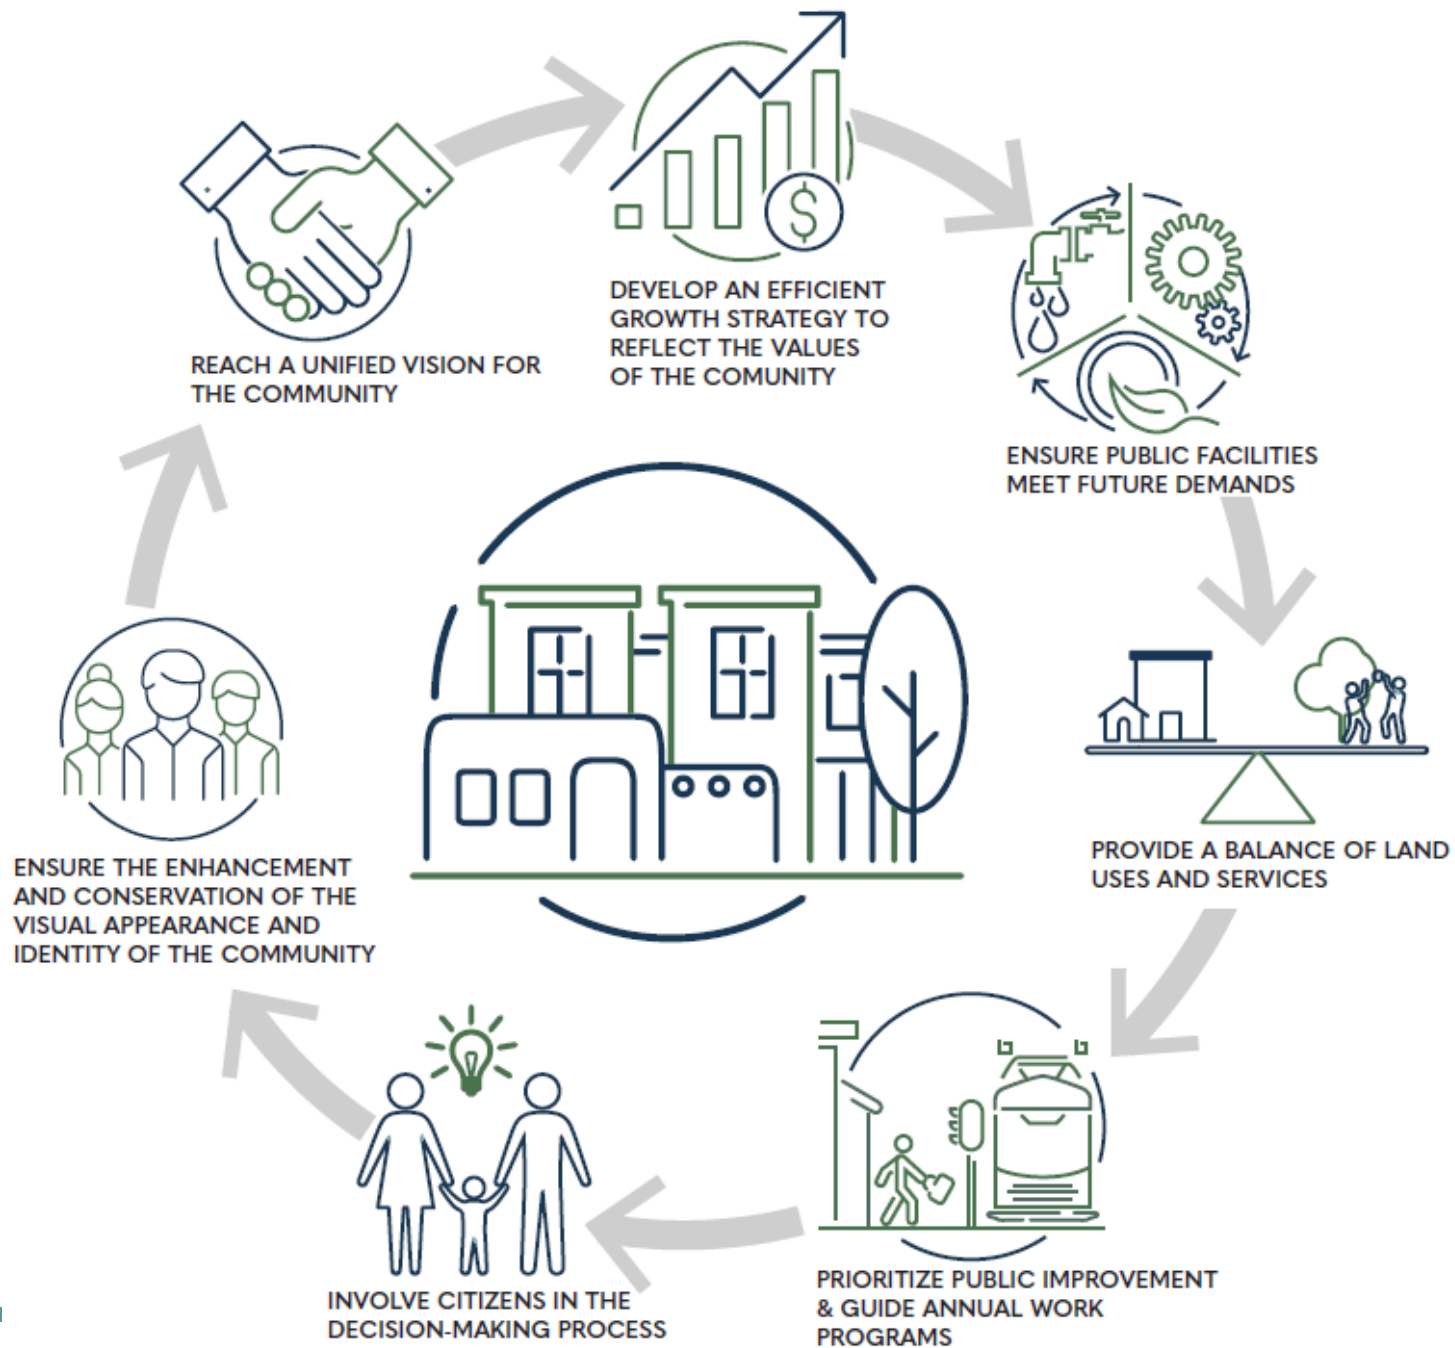 REACH A UNIFIED VISION FOR
THE COMMUNITY
$
DEVELOP AN EFFICIENT
GROWTH STRATEGY TO
REFLECT THE VALUES
OF THE COMUNITY
ENSURE PUBLIC FACILITIES
MEET FUTURE DEMANDS
PROVIDE A BALANCE OF LAND
USES AND SERVICES
PRIORITIZE PUBLIC IMPROVEMENT
& GUIDE ANNUAL WORK
PROGRAMS
INVOLVE CITIZENS IN THE
DECISION-MAKING PROCESS
ENSURE THE ENHANCEMENT
AND CONSERVATION OF THE
VISUAL APPEARANCE AND
IDENTITY OF THE COMMUNITY